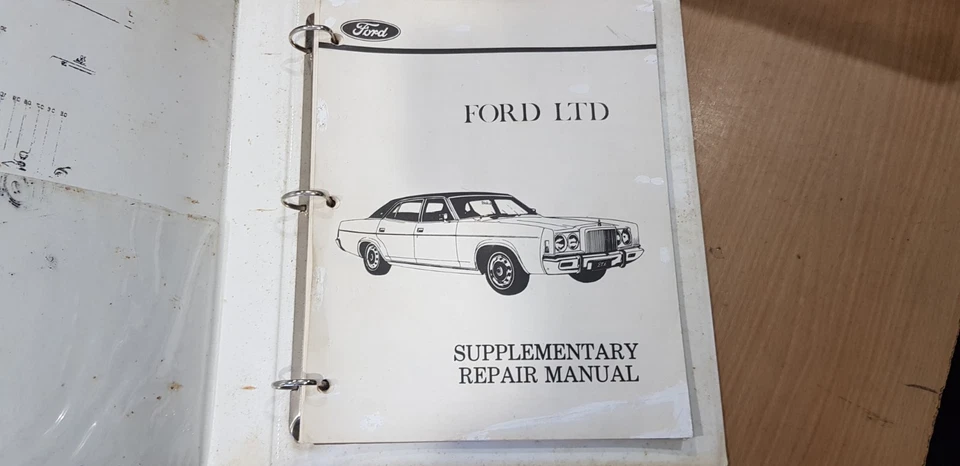 Ford
FORD LTD
SUPPLEMENTARY
REPAIR MANUAL